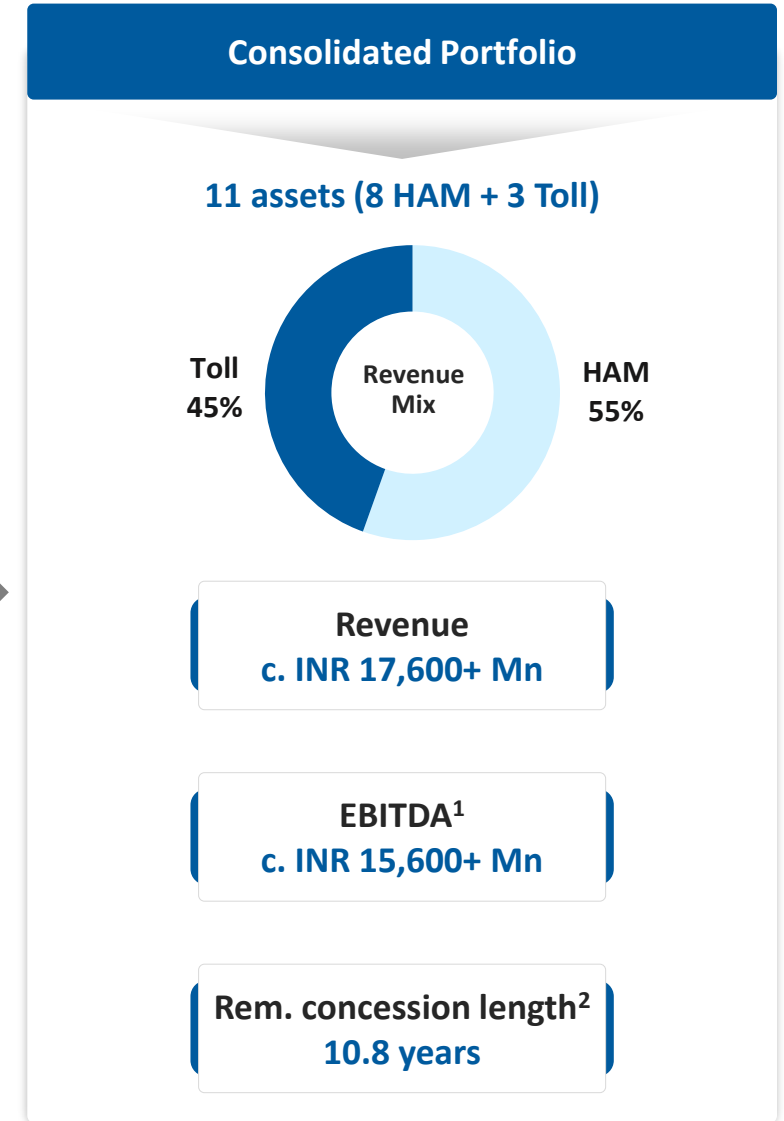 Consolidated Portfolio
11 assets (8 HAM + 3 Toll)
Toll
45%
Revenue
Mix
HAM
55%
Revenue
c. INR 17,600+ Mn
EBITDA¹
c. INR 15,600+ Mn
Rem. concession length²
10.8 years